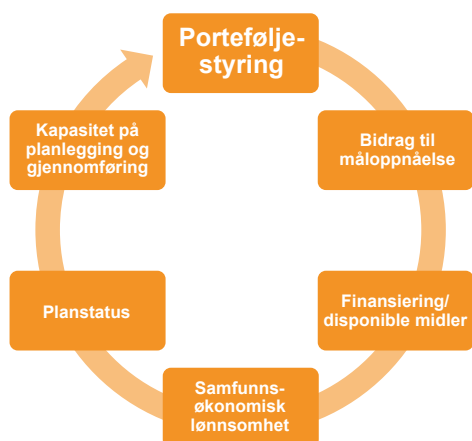 Portefølje-
styring
Bidrag til
måloppnåelse
Finansiering/
disponible midler
Samfunns-
økonomisk
lønnsomhet
Planstatus
Kapasitet på
planlegging og
gjennomføring